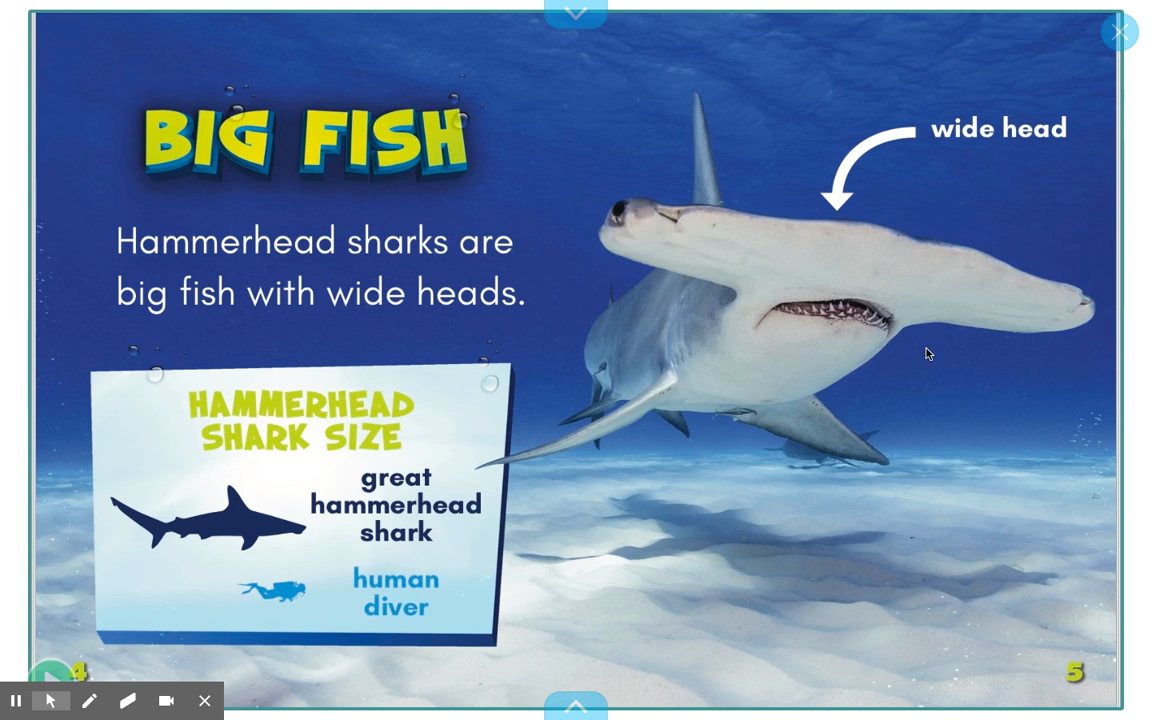 BIG FISH
Hammerhead sharks are
big fish with wide heads.
wide head
HAMMERHEAD
SHARK SIZE
great
hammerhead
shark
human
diver
4
5